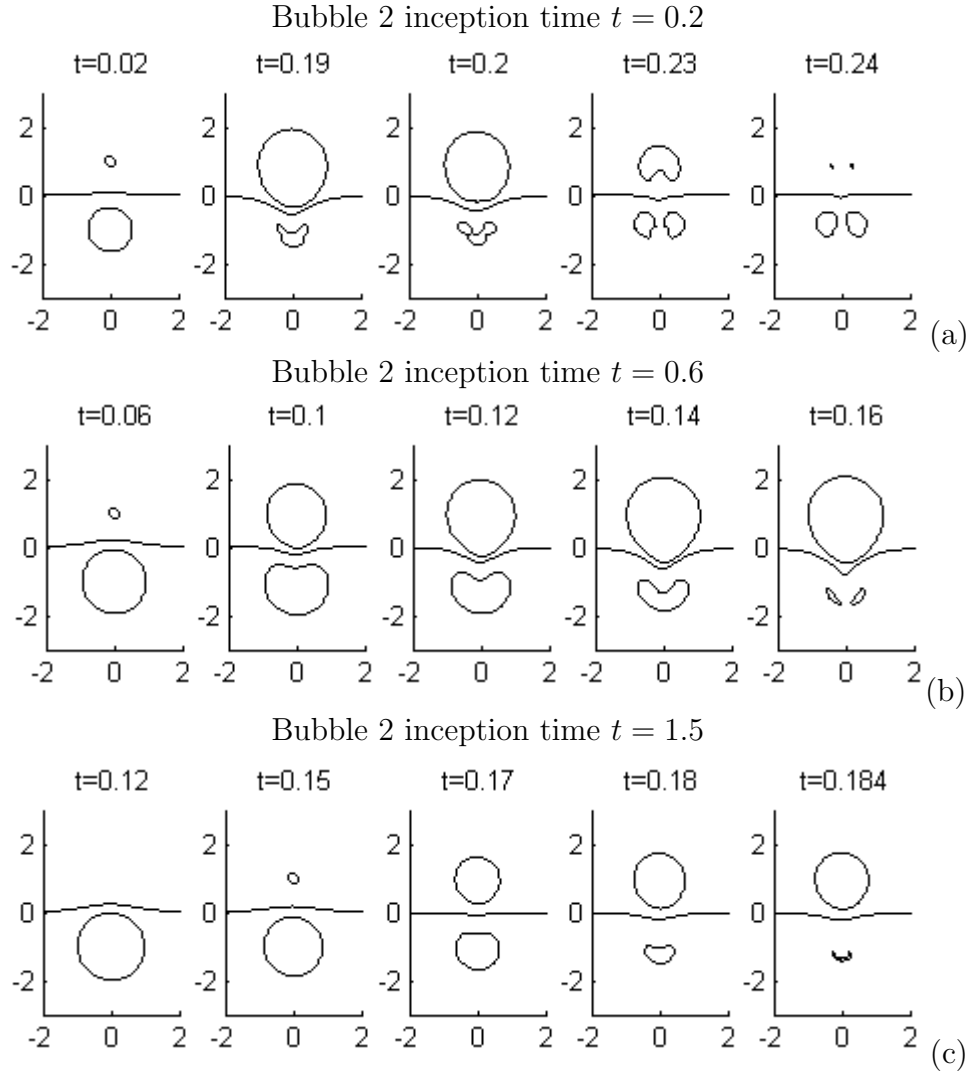 Bubble 2 inception time t = 0.2
t=0.02 t=0.19 t=0.2 t=0.23 t=0.24
2 2 2 2 2
0 0 0 0 0
-2 -2 -2 -2 -2
-2 0 2 -2 0 2 -2 0 2 -2 0 2 -2 0 2 (a)
Bubble 2 inception time t = 0.6
t=0.06 t=0.1 t=0.12 t=0.14 t=0.16
2 2 2 2 2
0 0 0 0 0
-2 -2 -2 -2 -2
-2 0 2 -2 0 2 -2 0 2 -2 0 2 -2 0 2 (b)
Bubble 2 inception time t = 1.5
t=0.12 t=0.15 t=0.17 t=0.18 t=0.184
2 2 2 2 2
0 0 0 0 0
-2 -2 -2 -2 -2
-2 0 2 -2 0 2 -2 0 2 -2 0 2 -2 0 2 (c)